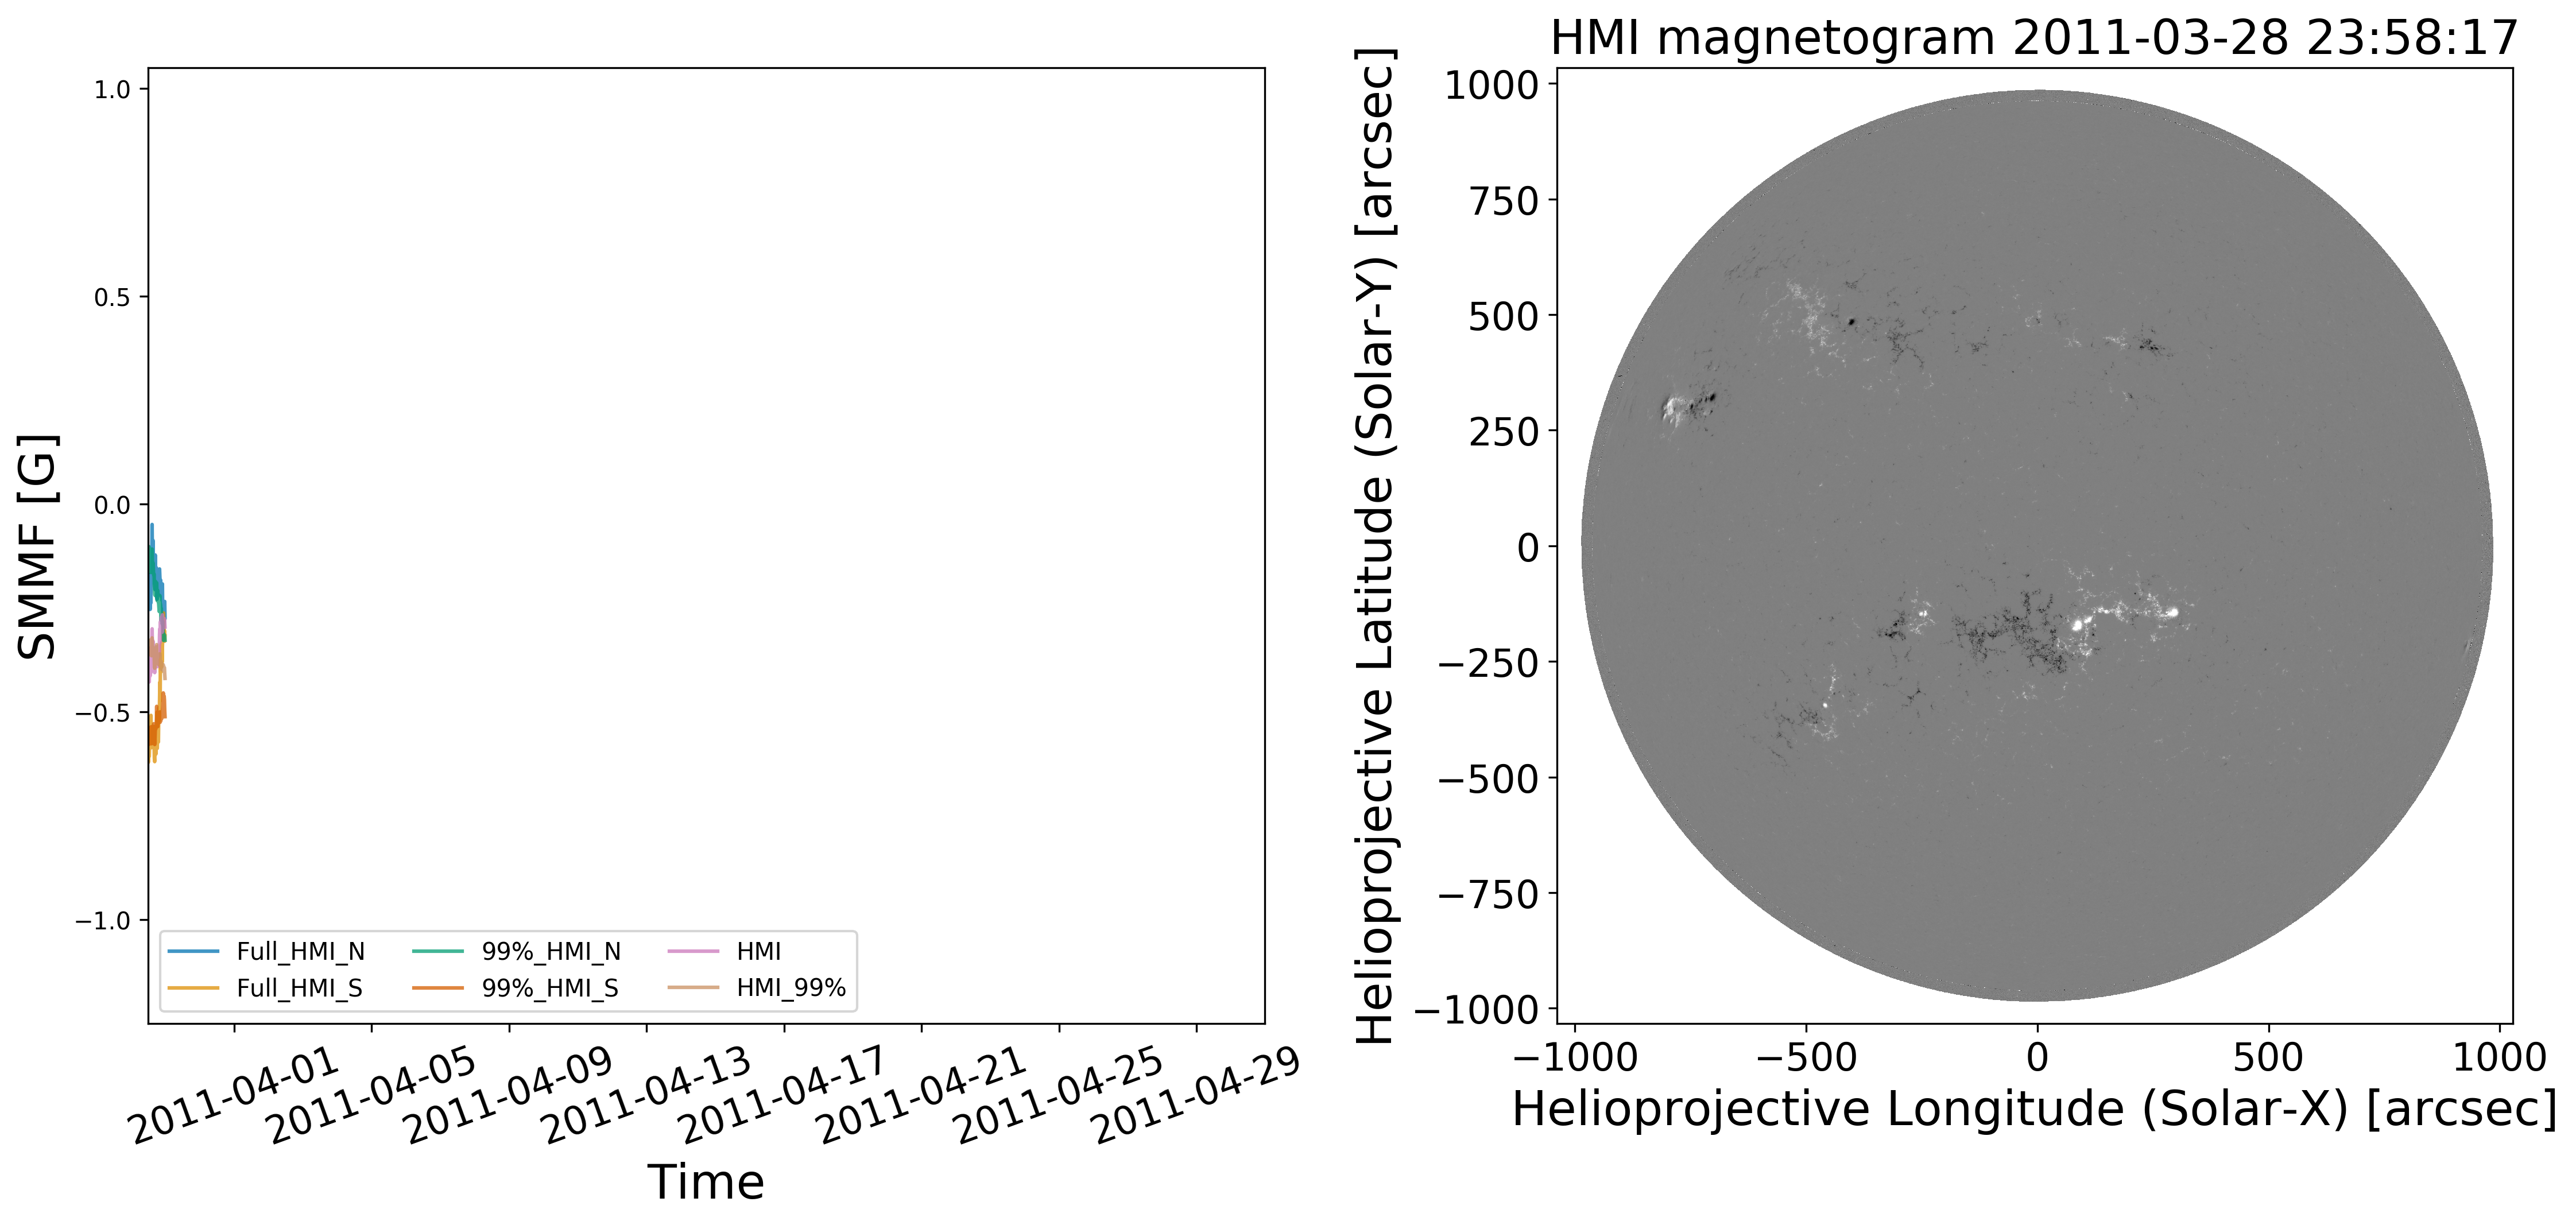 1.0
0.5
0.0
−0.5
−1.0
SMMF [G]
Full_HMI_N 99%_HMI_N HMI
Full_HMI_S 99%_HMI_S HMI_99%
2011-04-01 2011-04-05 2011-04-09 2011-04-13 2011-04-17 2011-04-21 2011-04-25 2011-04-29
Time
HMI magnetogram 2011-03-28 23:58:17
1000
750
500
250
0
−250
−500
−750
−1000
Helioprojective Latitude (Solar-Y) [arcsec]
−1000 −500 0 500 1000
Helioprojective Longitude (Solar-X) [arcsec]